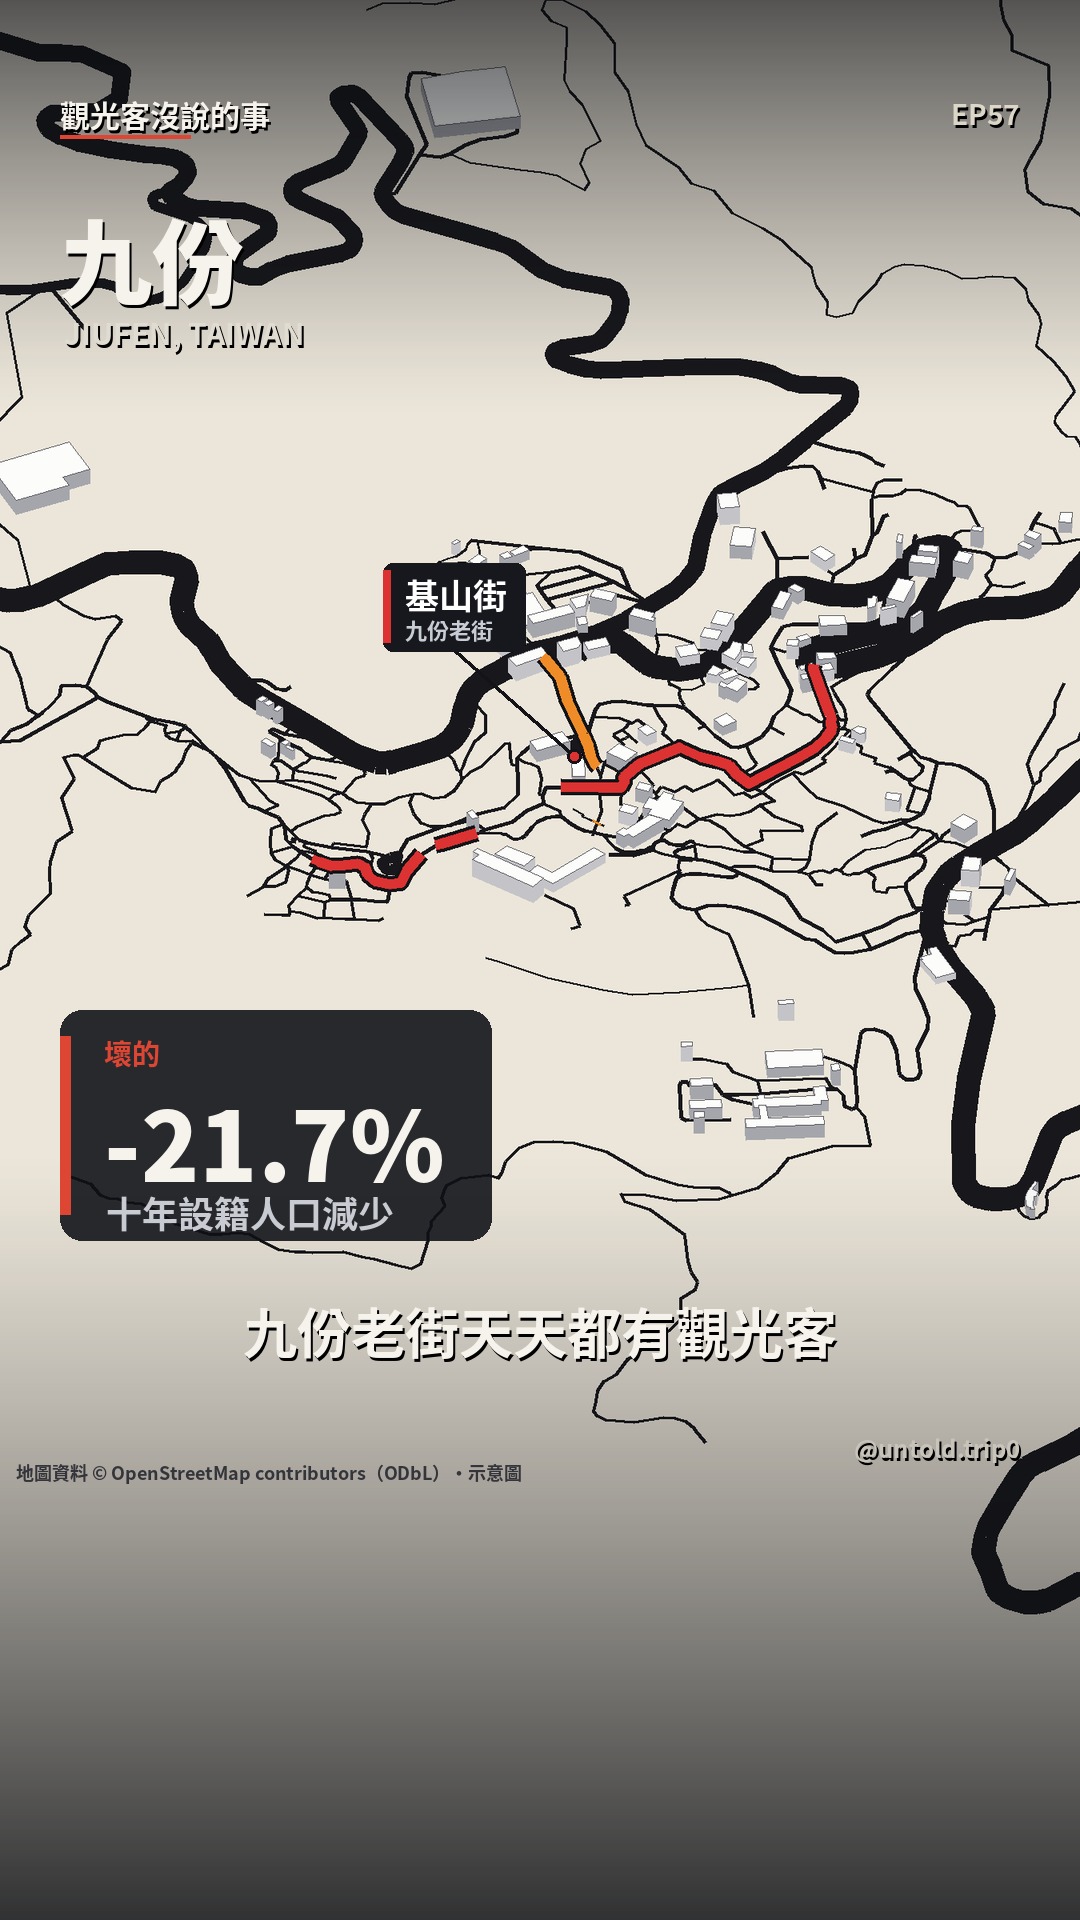 觀光客沒說的事
EP57
九份
JIUFEN, TAIWAN
基山街
九份老街
壞的
-21.7%
十年設籍人口減少
九份老街天天都有觀光客
@untold.trip0
地圖資料 © OpenStreetMap contributors（ODbL）・示意圖